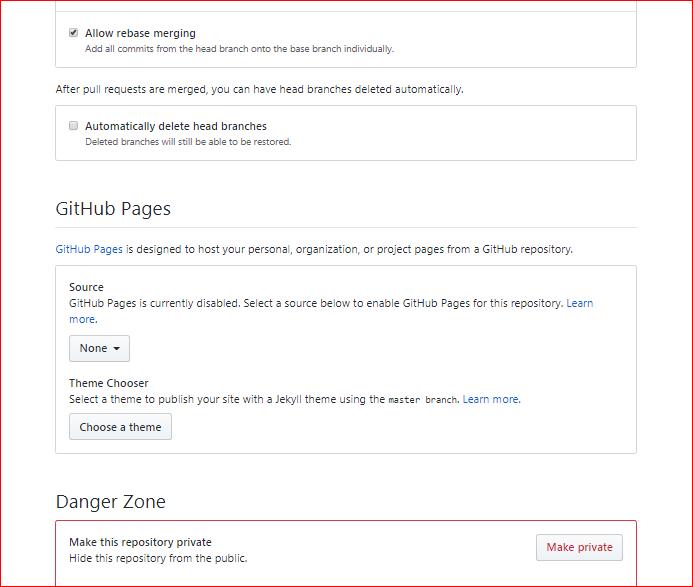 Allow rebase merging
Add all commits from the head branch onto the base branch individually.
After pull requests are merged, you can have head branches deleted automatically.
Automatically delete head branches
Deleted branches will still be able to be restored.
GitHub Pages
GitHub Pages is designed to host your personal, organization, or project pages from a GitHub repository.
Source
GitHub Pages is currently disabled. Select a source below to enable GitHub Pages for this repository. Learn
more.
None
Theme Chooser
Select a theme to publish your site with a Jekyll theme using the master branch. Learn more.
Choose a theme
Danger Zone
Make this repository private
Hide this repository from the public.
Make private